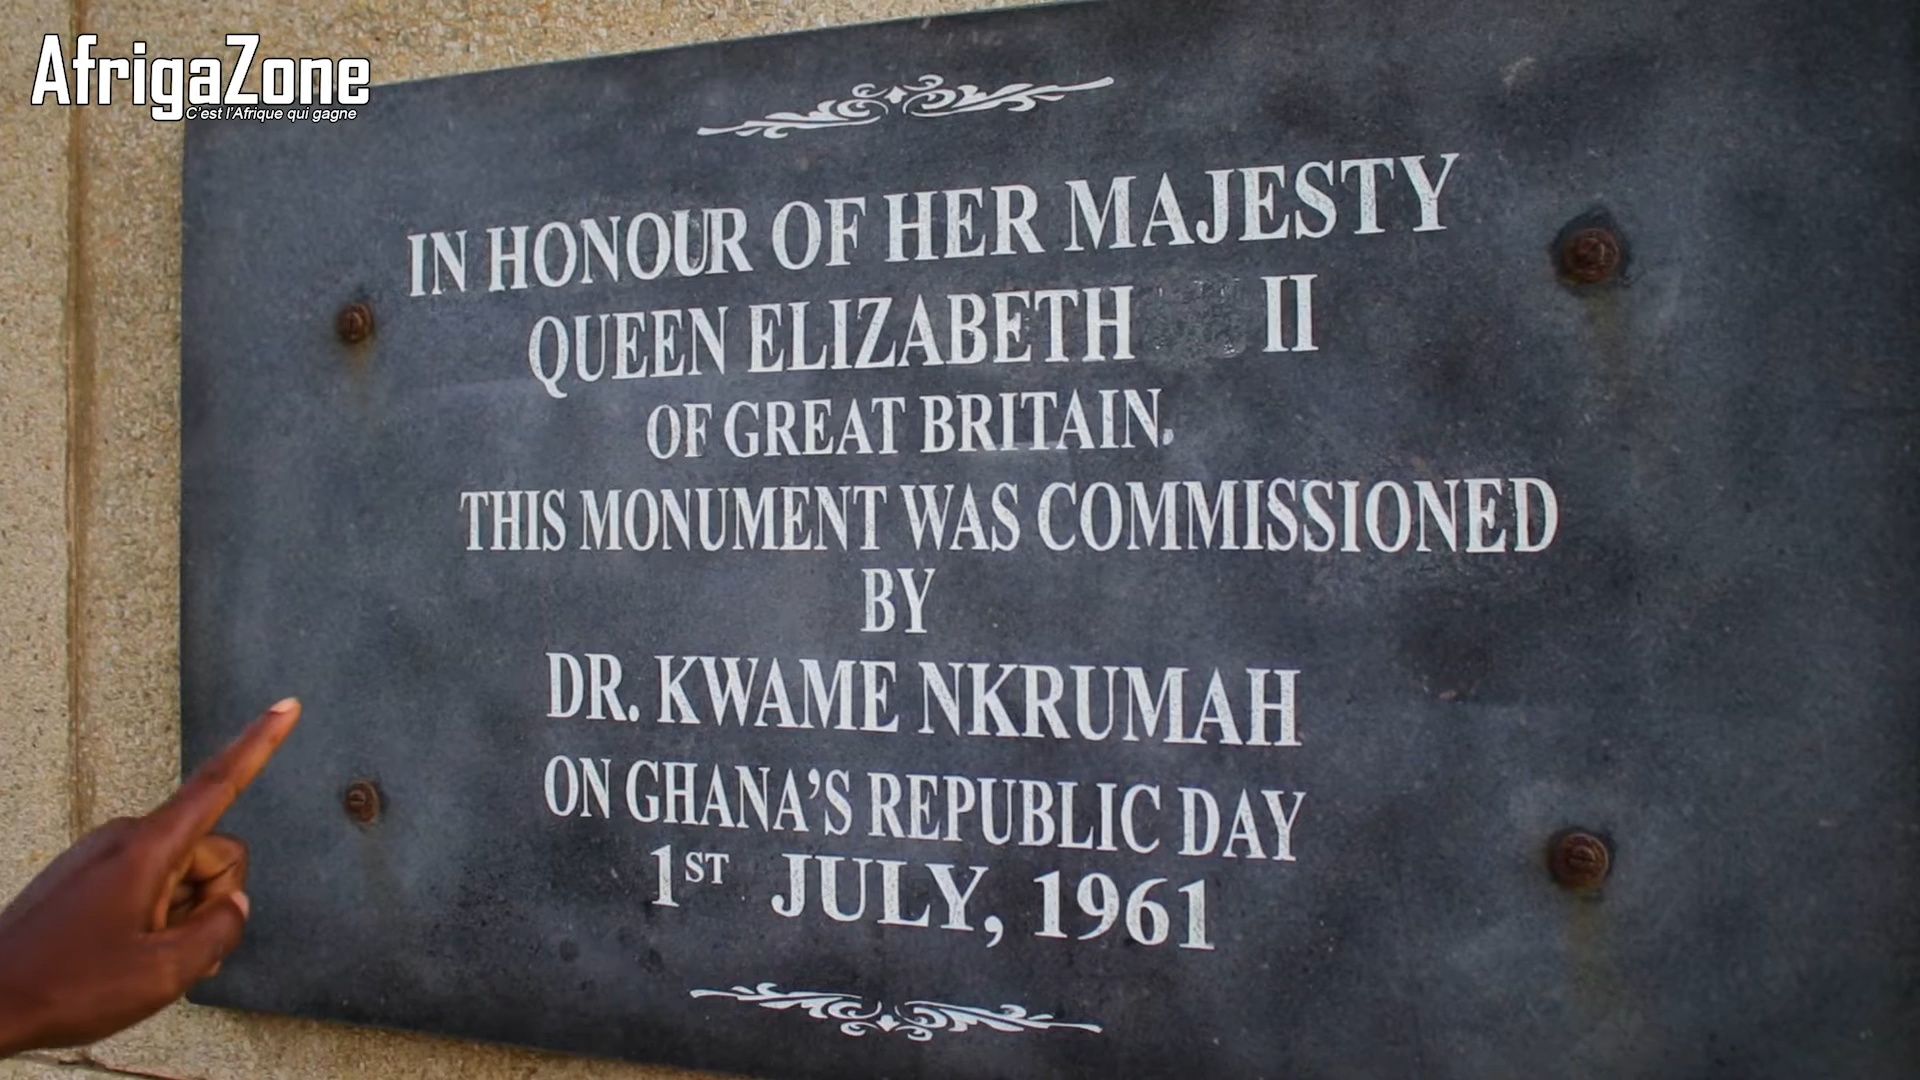 AfrigaZone
C'est l'Afrique qui gagne
IN HONOUR OF HER MAJESTY
QUEEN ELIZABETH II
OF GREAT BRITAIN.
THIS MONUMENT WAS COMMISSIONED
BY
DR. KWAME NKRUMAH
ON GHANA'S REPUBLIC DAY
1ST JULY, 1961